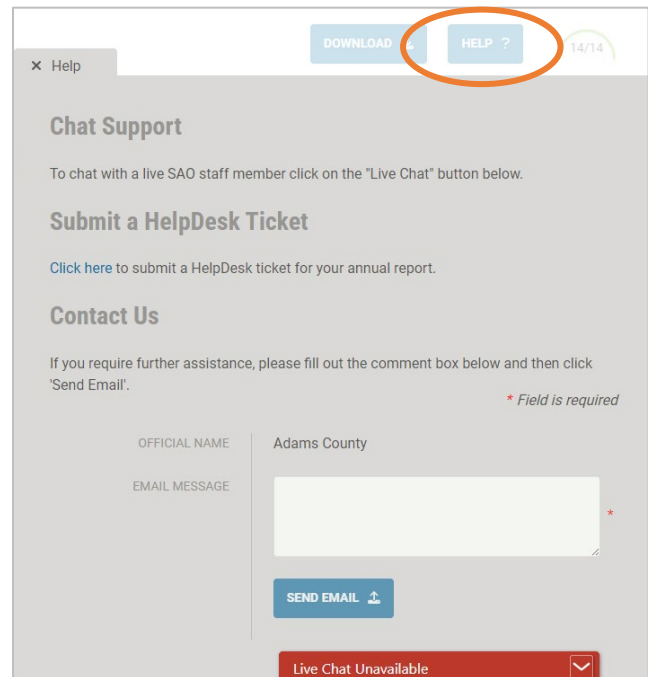 DOWNLOAD
HELP ?
14/14
× Help
Chat Support
To chat with a live SAO staff member click on the "Live Chat" button below.
Submit a HelpDesk Ticket
Click here to submit a HelpDesk ticket for your annual report.
Contact Us
If you require further assistance, please fill out the comment box below and then click
'Send Email'.
* Field is required
OFFICIAL NAME Adams County
EMAIL MESSAGE
*
SEND EMAIL
Live Chat Unavailable